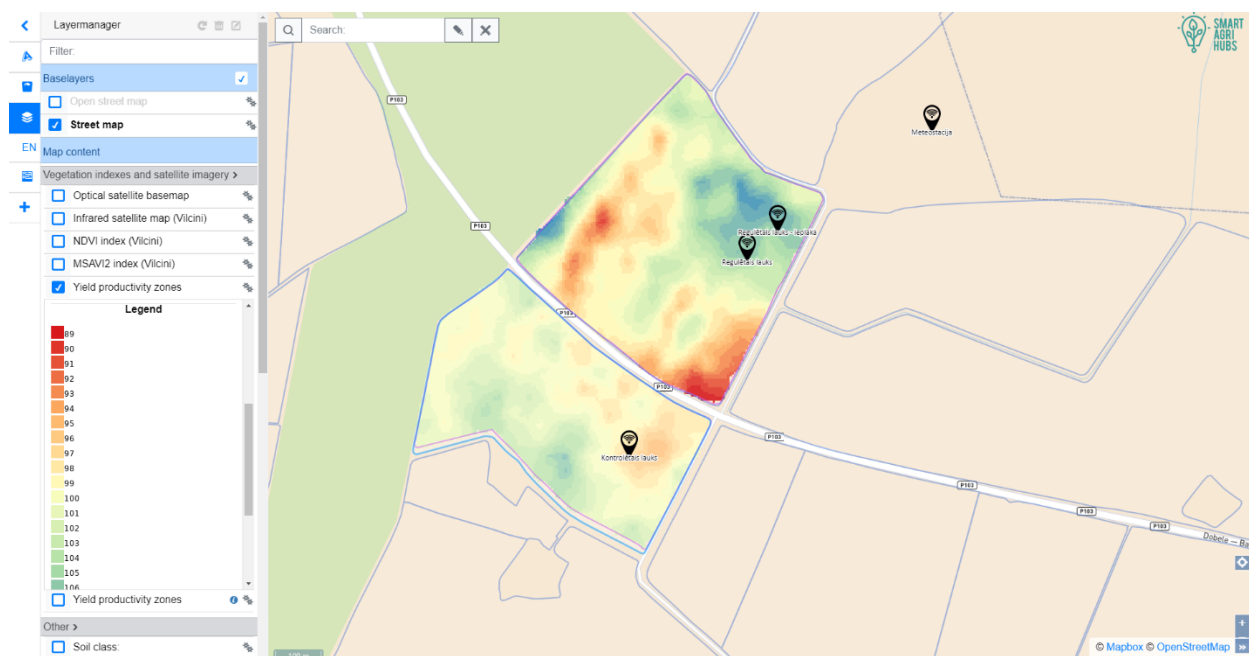 Layermanager
Filter:
Baselayers
Open street map
Street map
EN
Map content
Vegetation indexes and satellite imagery >
Optical satellite basemap
Infrared satellite map (Vilcini)
NDVI index (Vilcini)
MSAVI2 index (Vilcini)
Yield productivity zones
Legend
89
90
91
92
93
94
95
96
97
98
99
100
101
102
103
104
105
106
Yield productivity zones
Other >
Soil class:
Search:
SMART
AGRI
HUBS
P103
Meteostacija
P103
Regulētais lauks - ieplaka
Regulētais lauks
P103
P103
Kontrolētais lauks
P103
P103
P103
P103
Dobele — Ba
100 m
© Mapbox © OpenStreetMap